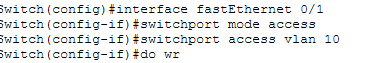 Switch(config)#interface fastEthernet 0/1
Switch(config-if)#switchport mode access
Switch(config-if)#switchport access vlan 10
Switch(config-if)#do wr